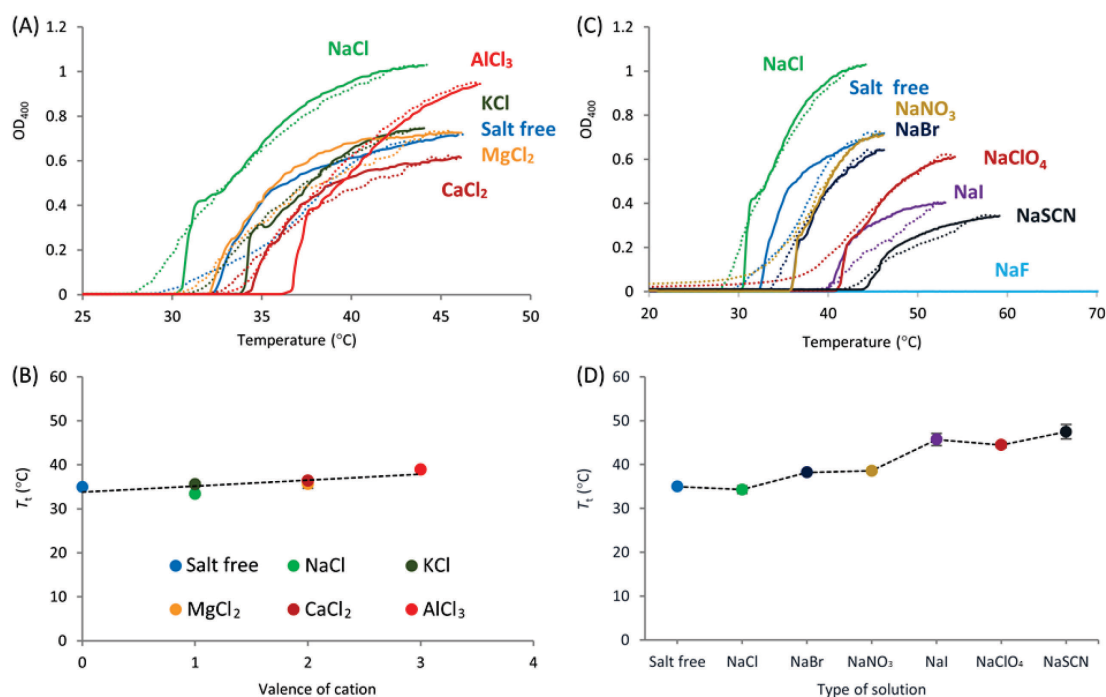 (A)
1.2
1
0.8
0.6
0.4
0.2
0
OD₄₀₀
NaCl
AlCl₃
KCl
Salt free
MgCl₂
CaCl₂
25 30 35 40 45 50
Temperature (°C)
(C)
1.2
1
0.8
0.6
0.4
0.2
0
OD₄₀₀
NaCl
Salt free
NaNO₃
NaBr
NaClO₄
NaI
NaSCN
NaF
20 30 40 50 60 70
Temperature (°C)
(B)
60
50
40
30
20
10
0
Tₜ (°C)
Salt free NaCl KCl
MgCl₂ CaCl₂ AlCl₃
0 1 2 3 4
Valence of cation
(D)
60
50
40
30
20
10
0
Tₜ (°C)
Salt free NaCl NaBr NaNO₃ NaI NaClO₄ NaSCN
Type of solution